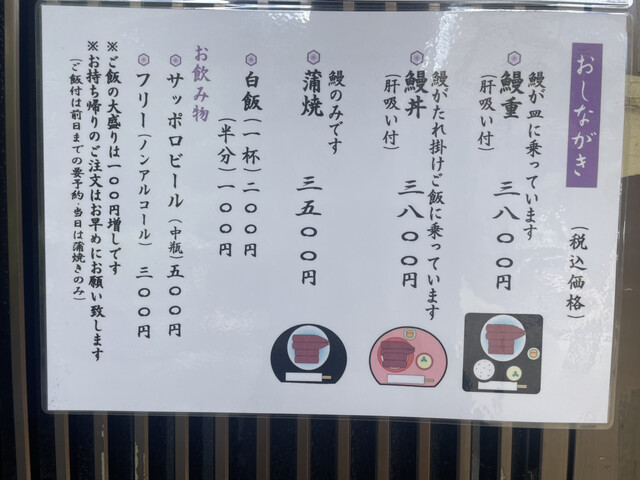 おしながき
(税込価格)
鰻が皿に乗っています
鰻重 三八〇〇円
(肝吸い付)
鰻がたれ掛けご飯に乗っています
鰻丼 三八〇〇円
(肝吸い付)
鰻のみです
蒲焼 三五〇〇円
白飯(一杯)二〇〇円
(半分)一〇〇円
お飲み物
サッポロビール(中瓶)五〇〇円
フリー(ノンアルコール)三〇〇円
※ご飯の大盛りは一〇〇円増しです
※お持ち帰りのご注文はお早めにお願い致します
(ご飯付は前日までの要予約·当日は蒲焼きのみ)